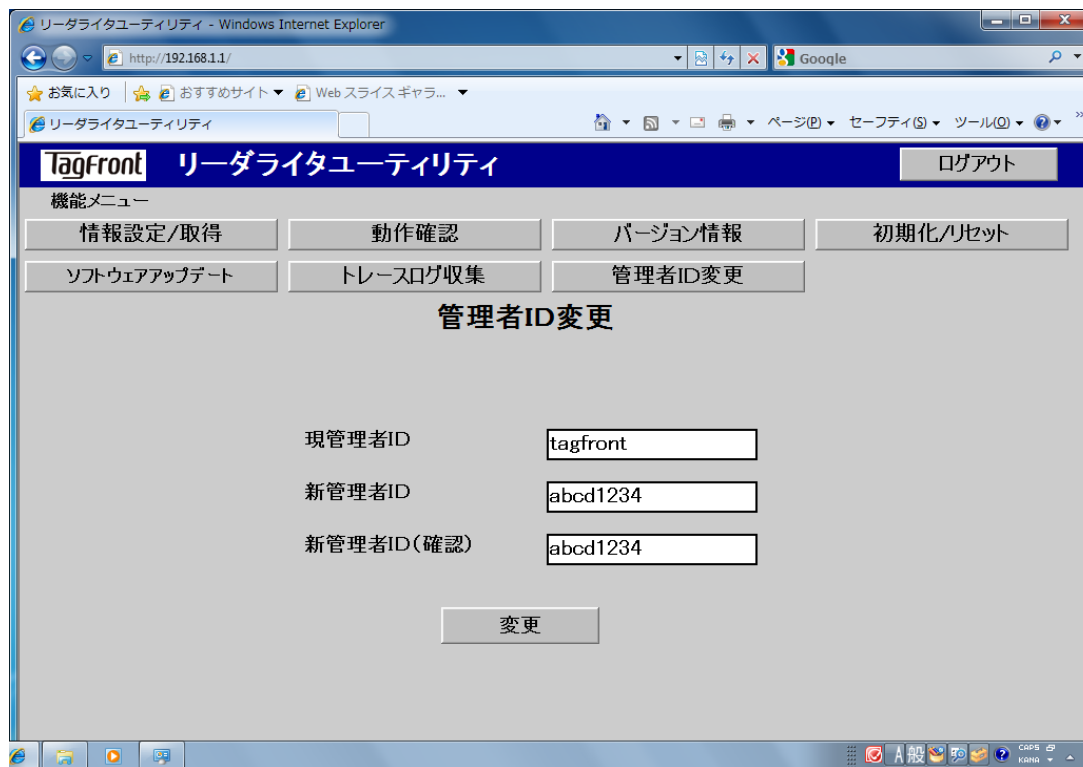 リーダライタユーティリティ - Windows Internet Explorer
http://192.168.1.1/
Google
お気に入り おすすめサイト Web スライス ギャラ...
リーダライタユーティリティ
ページ(P) セーフティ(S) ツール(O) »
TagFront リーダライタユーティリティ ログアウト
機能メニュー
情報設定/取得 動作確認 バージョン情報 初期化/リセット
ソフトウェアアップデート トレースログ収集 管理者ID変更
管理者ID変更
現管理者ID tagfront
新管理者ID abcd1234
新管理者ID(確認) abcd1234
変更
A 般 CAPS
KANA